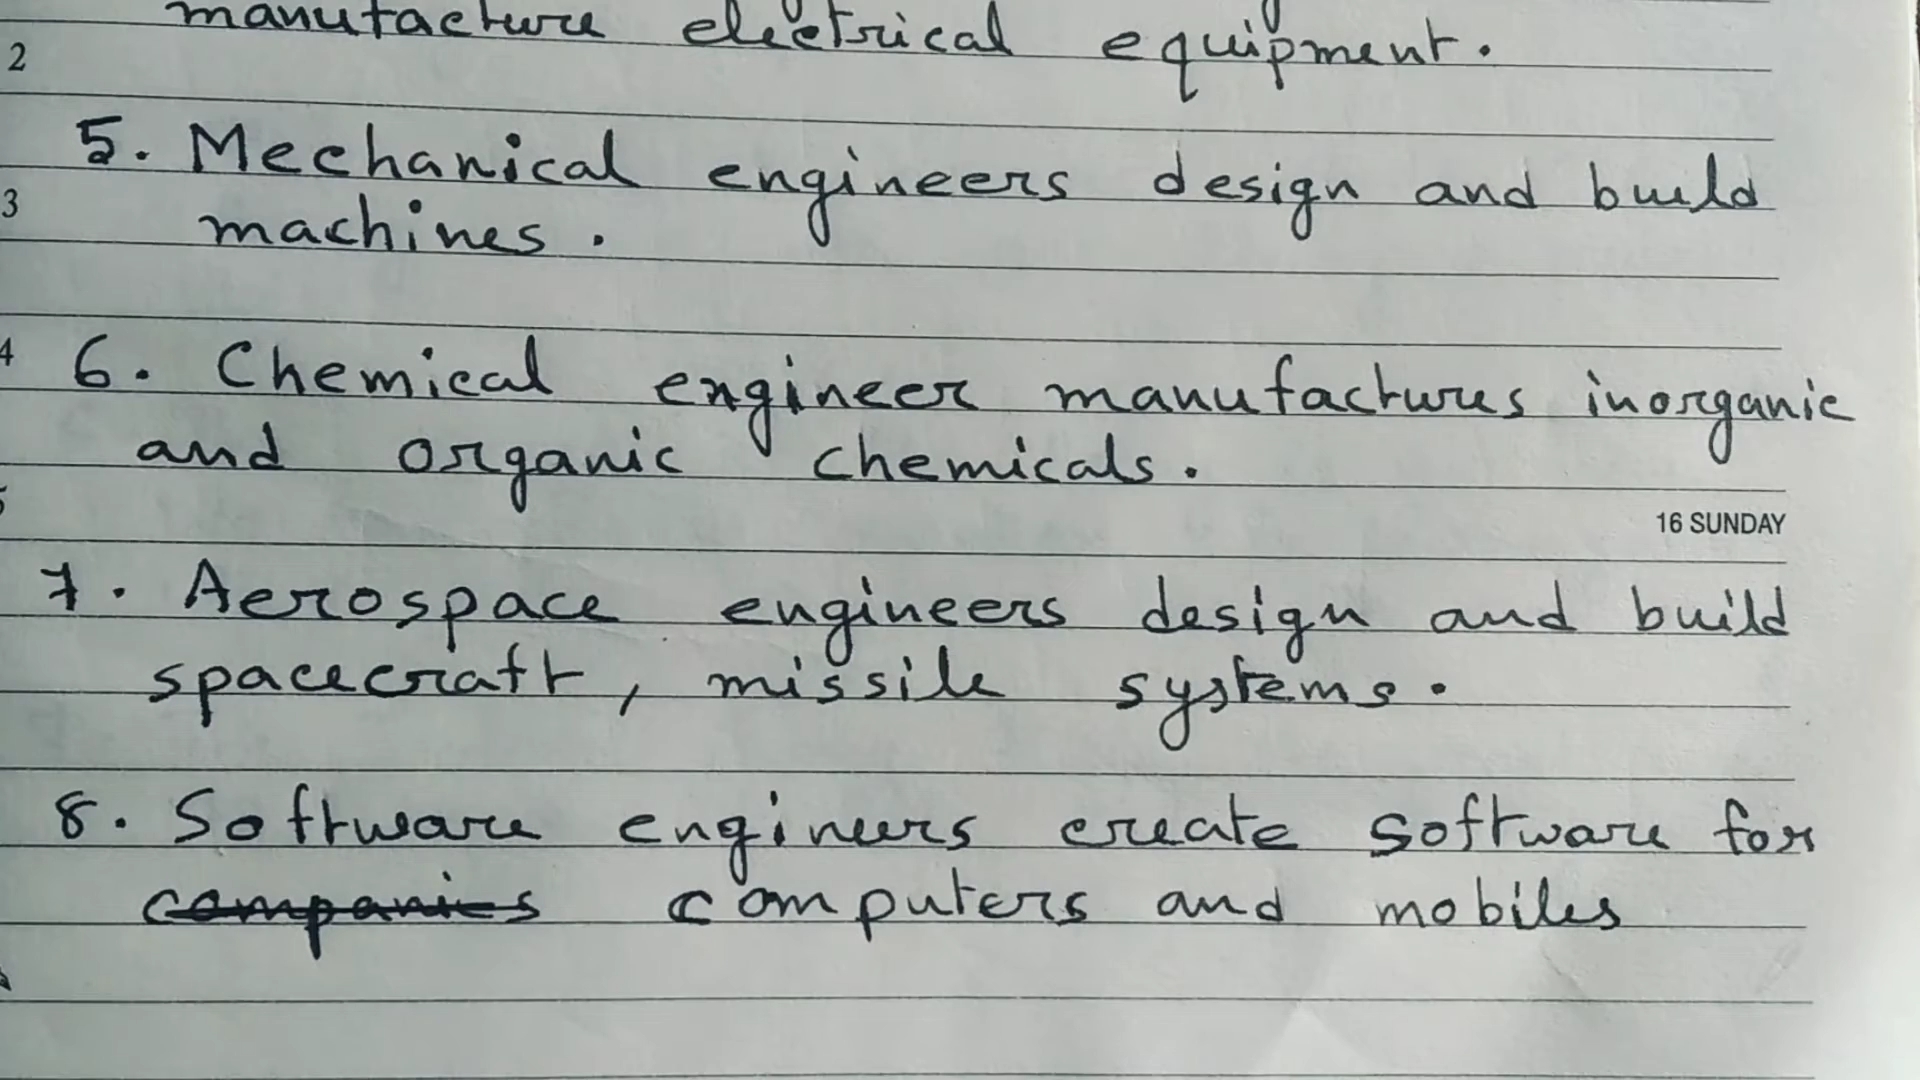 manufacture electrical equipment.
2
5. Mechanical engineers design and build
3
machines.
4
6. Chemical engineer manufactures inorganic
and organic chemicals.
16 SUNDAY
7. Aerospace engineers design and build
spacecraft, missile systems.
8. Software engineers create software for
companies computers and mobiles